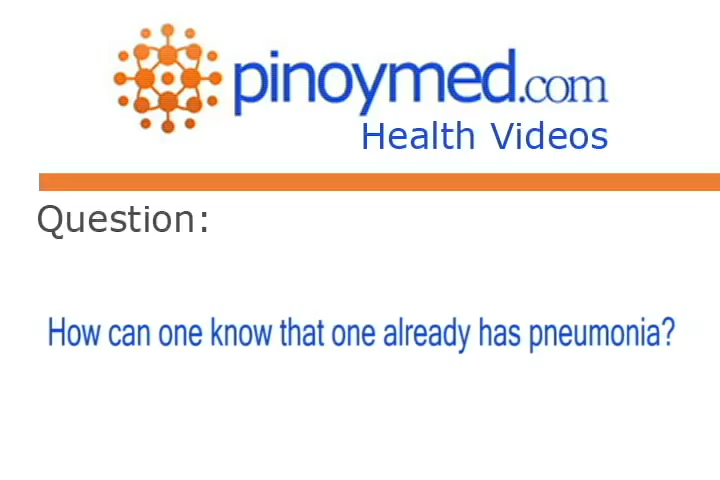 pinoymed.com
Health Videos
Question:
How can one know that one already has pneumonia?